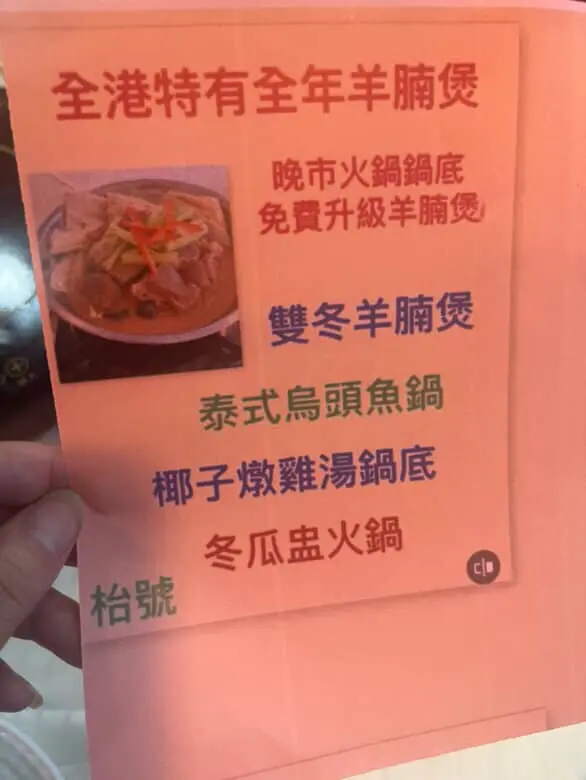 全港特有全年羊腩煲
晚市火鍋鍋底
免費升級羊腩煲
雙冬羊腩煲
泰式烏頭魚鍋
椰子燉雞湯鍋底
冬瓜盅火鍋
枱號